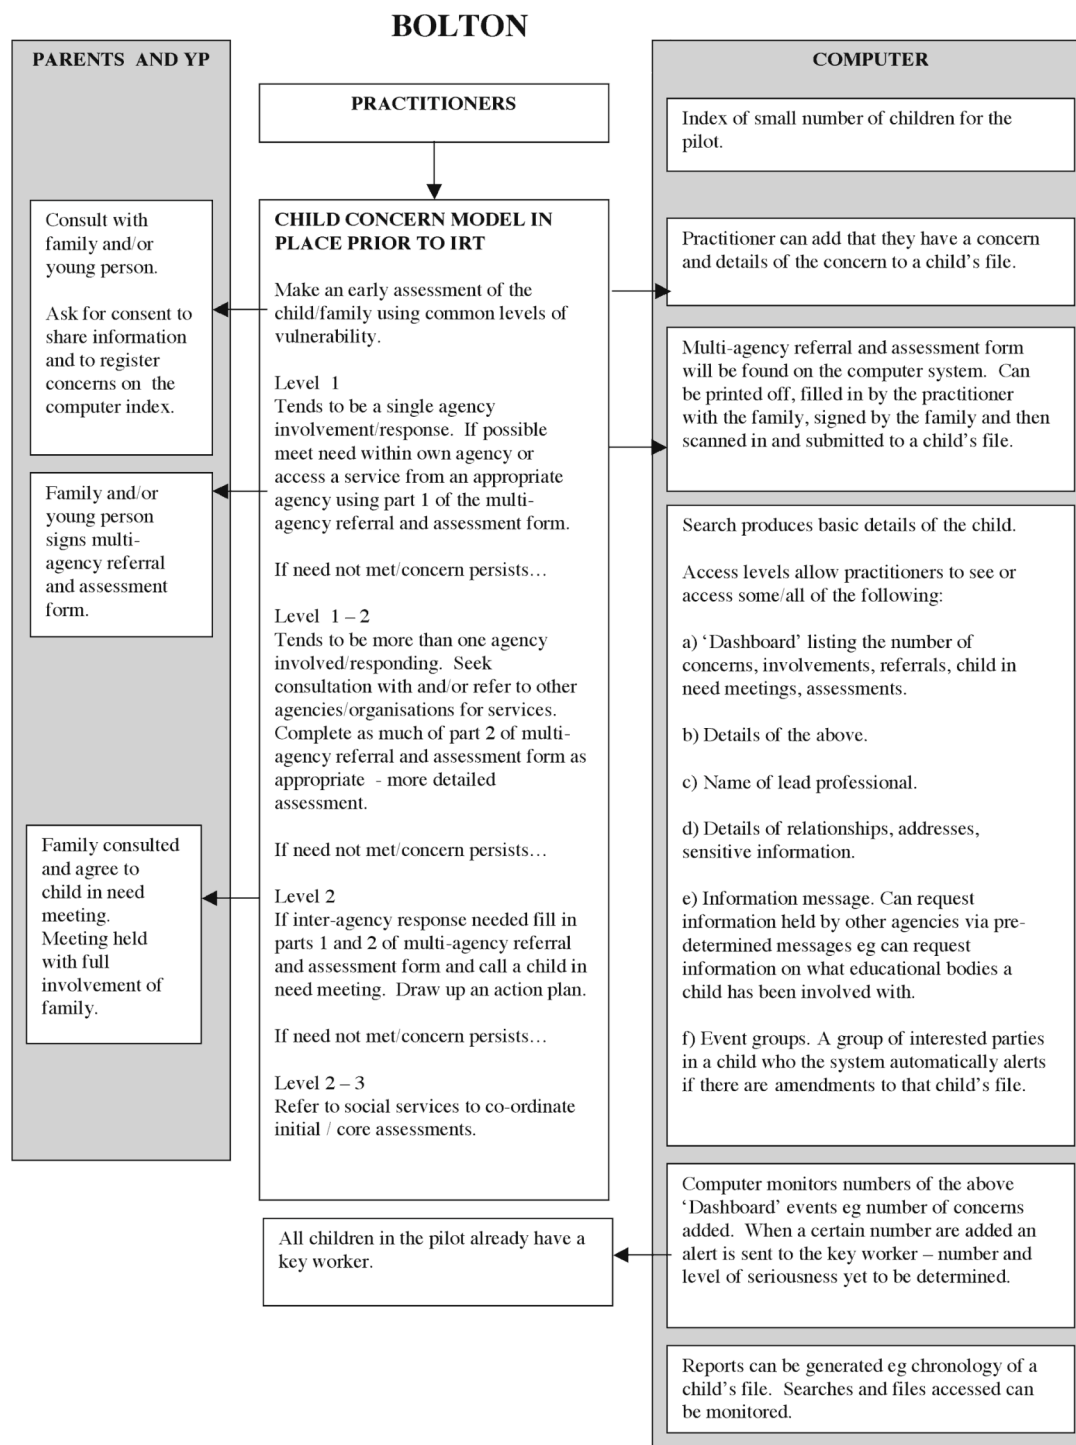 BOLTON
PARENTS AND YP
Consult with
family and/or
young person.
Ask for consent to
share information
and to register
concerns on the
computer index.
Family and/or
young person
signs multi-
agency referral
and assessment
form.
Family consulted
and agree to
child in need
meeting.
Meeting held
with full
involvement of
family.
PRACTITIONERS
CHILD CONCERN MODEL IN
PLACE PRIOR TO IRT
Make an early assessment of the
child/family using common levels of
vulnerability.
Level 1
Tends to be a single agency
involvement/response. If possible
meet need within own agency or
access a service from an appropriate
agency using part 1 of the multi-
agency referral and assessment form.
If need not met/concern persists…
Level 1 – 2
Tends to be more than one agency
involved/responding. Seek
consultation with and/or refer to other
agencies/organisations for services.
Complete as much of part 2 of multi-
agency referral and assessment form as
appropriate - more detailed
assessment.
If need not met/concern persists…
Level 2
If inter-agency response needed fill in
parts 1 and 2 of multi-agency referral
and assessment form and call a child in
need meeting. Draw up an action plan.
If need not met/concern persists…
Level 2 – 3
Refer to social services to co-ordinate
initial / core assessments.
All children in the pilot already have a
key worker.
COMPUTER
Index of small number of children for the
pilot.
Practitioner can add that they have a concern
and details of the concern to a child's file.
Multi-agency referral and assessment form
will be found on the computer system. Can
be printed off, filled in by the practitioner
with the family, signed by the family and then
scanned in and submitted to a child's file.
Search produces basic details of the child.
Access levels allow practitioners to see or
access some/all of the following:
a) 'Dashboard' listing the number of
concerns, involvements, referrals, child in
need meetings, assessments.
b) Details of the above.
c) Name of lead professional.
d) Details of relationships, addresses,
sensitive information.
e) Information message. Can request
information held by other agencies via pre-
determined messages eg can request
information on what educational bodies a
child has been involved with.
f) Event groups. A group of interested parties
in a child who the system automatically alerts
if there are amendments to that child's file.
Computer monitors numbers of the above
'Dashboard' events eg number of concerns
added. When a certain number are added an
alert is sent to the key worker – number and
level of seriousness yet to be determined.
Reports can be generated eg chronology of a
child's file. Searches and files accessed can
be monitored.